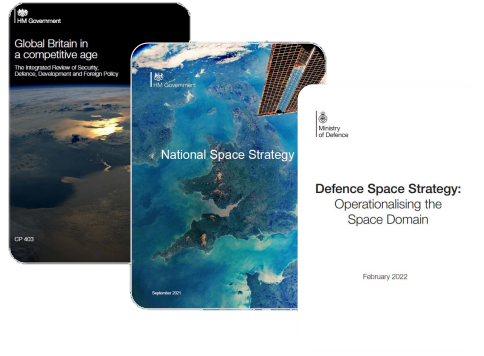 HM Government
Global Britain in
a competitive age
The Integrated Review of Security,
Defence, Development and Foreign Policy
CP 403
HM Government
National Space Strategy
September 2021
Ministry
of Defence
Defence Space Strategy:
Operationalising the
Space Domain
February 2022